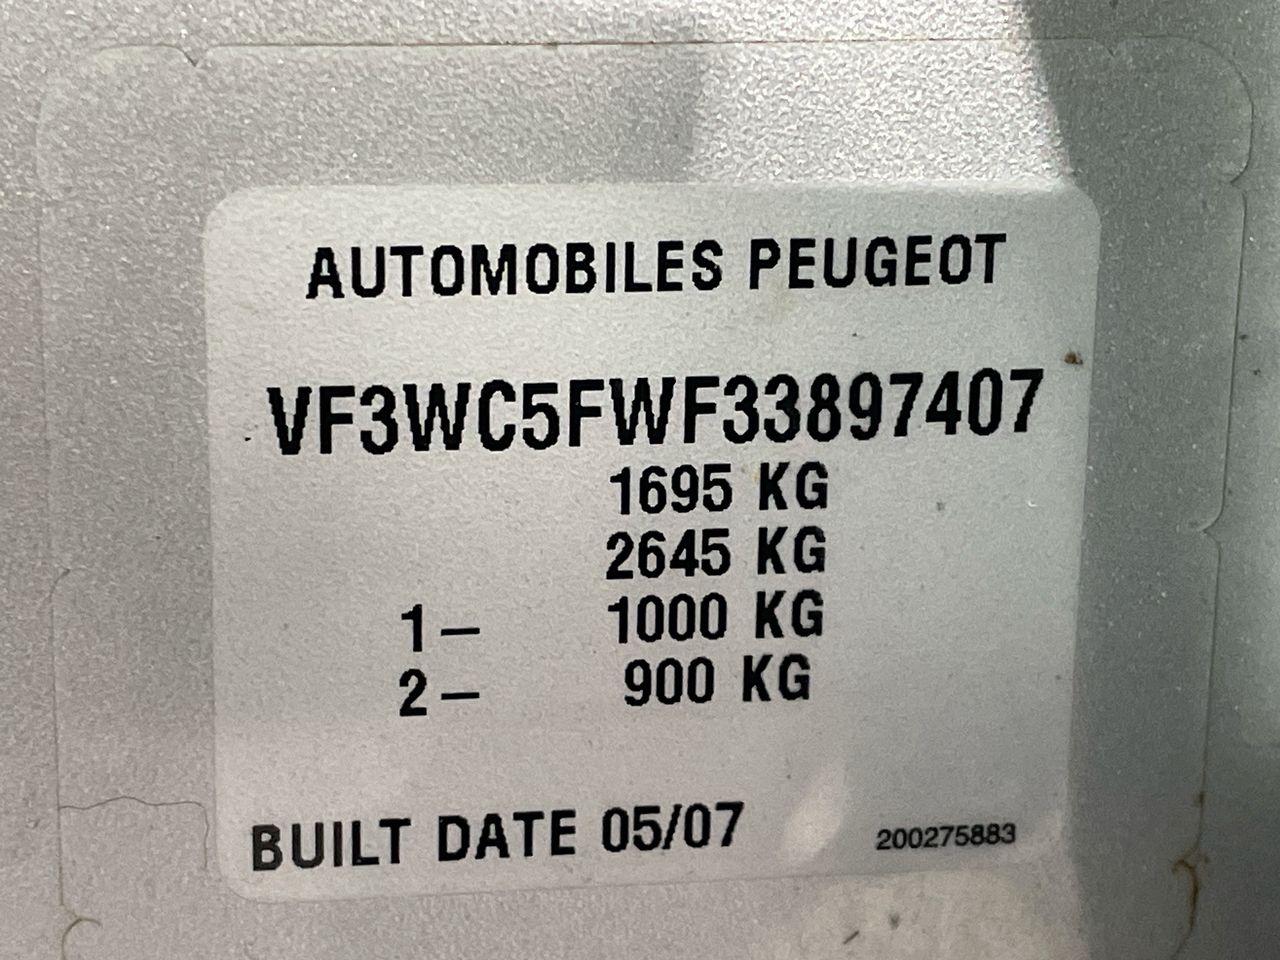 AUTOMOBILES PEUGEOT
VF3WC5FWF33897407
1695 KG
2645 KG
1– 1000 KG
2– 900 KG
BUILT DATE 05/07
200275883